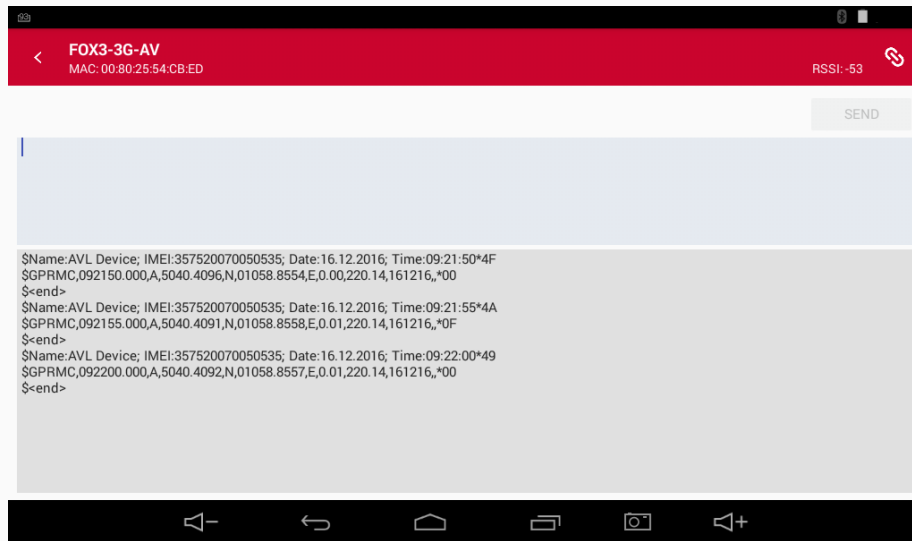 FOX3-3G-AV
MAC: 00:80:25:54:CB:ED
RSSI: -53
SEND
$Name:AVL Device; IMEI:357520070050535; Date:16.12.2016; Time:09:21:50*4F
$GPRMC,092150.000,A,5040.4096,N,01058.8554,E,0.00,220.14,161216,,*00
$<end>
$Name:AVL Device; IMEI:357520070050535; Date:16.12.2016; Time:09:21:55*4A
$GPRMC,092155.000,A,5040.4091,N,01058.8558,E,0.01,220.14,161216,,*0F
$<end>
$Name:AVL Device; IMEI:357520070050535; Date:16.12.2016; Time:09:22:00*49
$GPRMC,092200.000,A,5040.4092,N,01058.8557,E,0.01,220.14,161216,,*00
$<end>